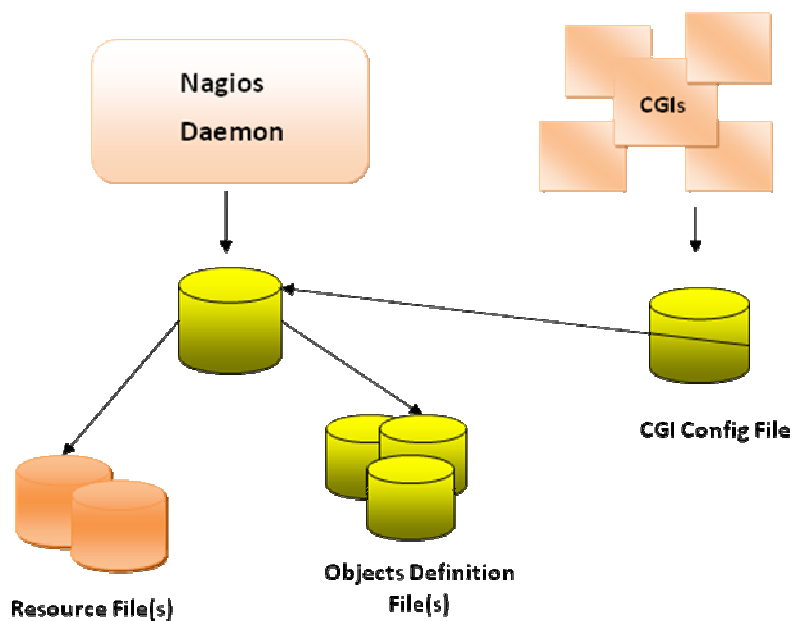 Nagios
Daemon
CGIs
CGI Config File
Objects Definition
File(s)
Resource File(s)